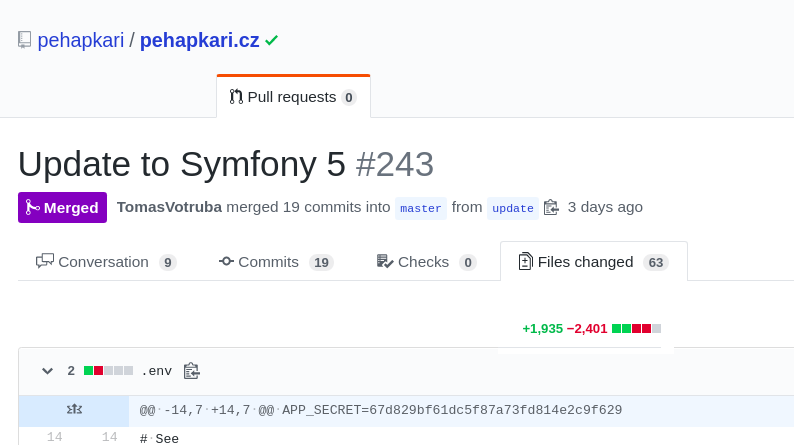 pehapkari / pehapkari.cz
Pull requests 0
Update to Symfony 5 #243
Merged TomasVotruba merged 19 commits into master from update 3 days ago
Conversation 9 Commits 19 Checks 0 Files changed 63
+1,935 −2,401
2 .env
@@ -14,7 +14,7 @@ APP_SECRET=67d829bf61dc5f87a73fd814e2c9f629
14 14 # See